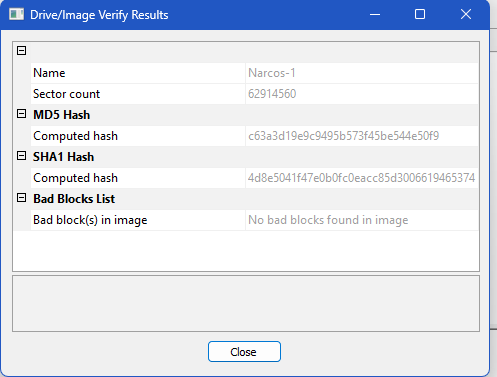 Drive/Image Verify Results
Name Narcos-1
Sector count 62914560
MD5 Hash
Computed hash c63a3d19e9c9495b573f45be544e50f9
SHA1 Hash
Computed hash 4d8e5041f47e0b0fc0eacc85d3006619465374
Bad Blocks List
Bad block(s) in image No bad blocks found in image
Close